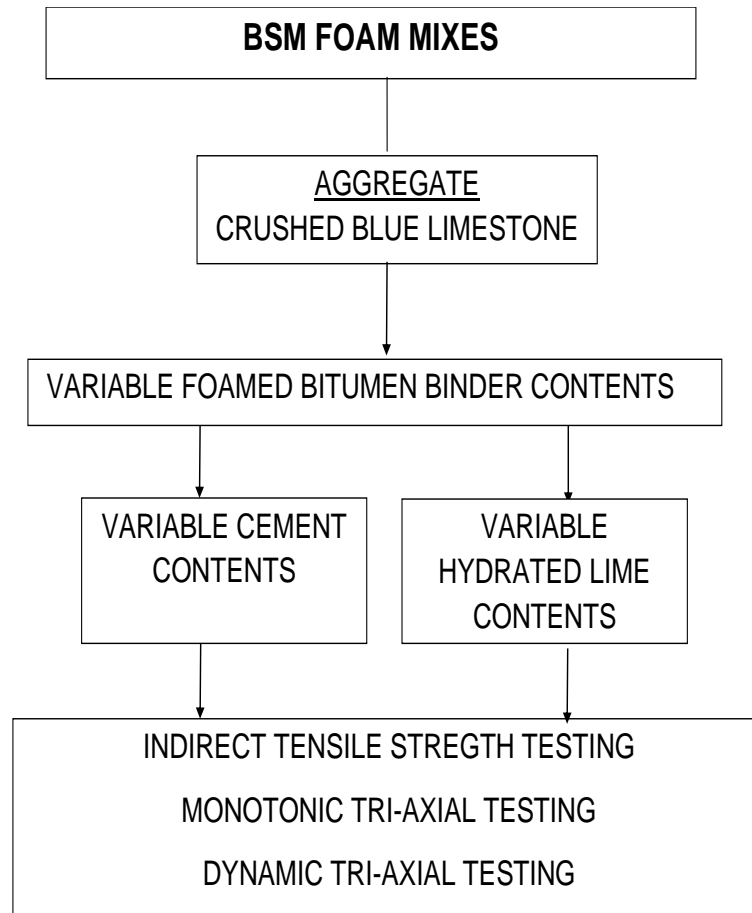 BSM FOAM MIXES
AGGREGATE
CRUSHED BLUE LIMESTONE
VARIABLE FOAMED BITUMEN BINDER CONTENTS
VARIABLE CEMENT
CONTENTS
VARIABLE
HYDRATED LIME
CONTENTS
INDIRECT TENSILE STREGTH TESTING
MONOTONIC TRI-AXIAL TESTING
DYNAMIC TRI-AXIAL TESTING